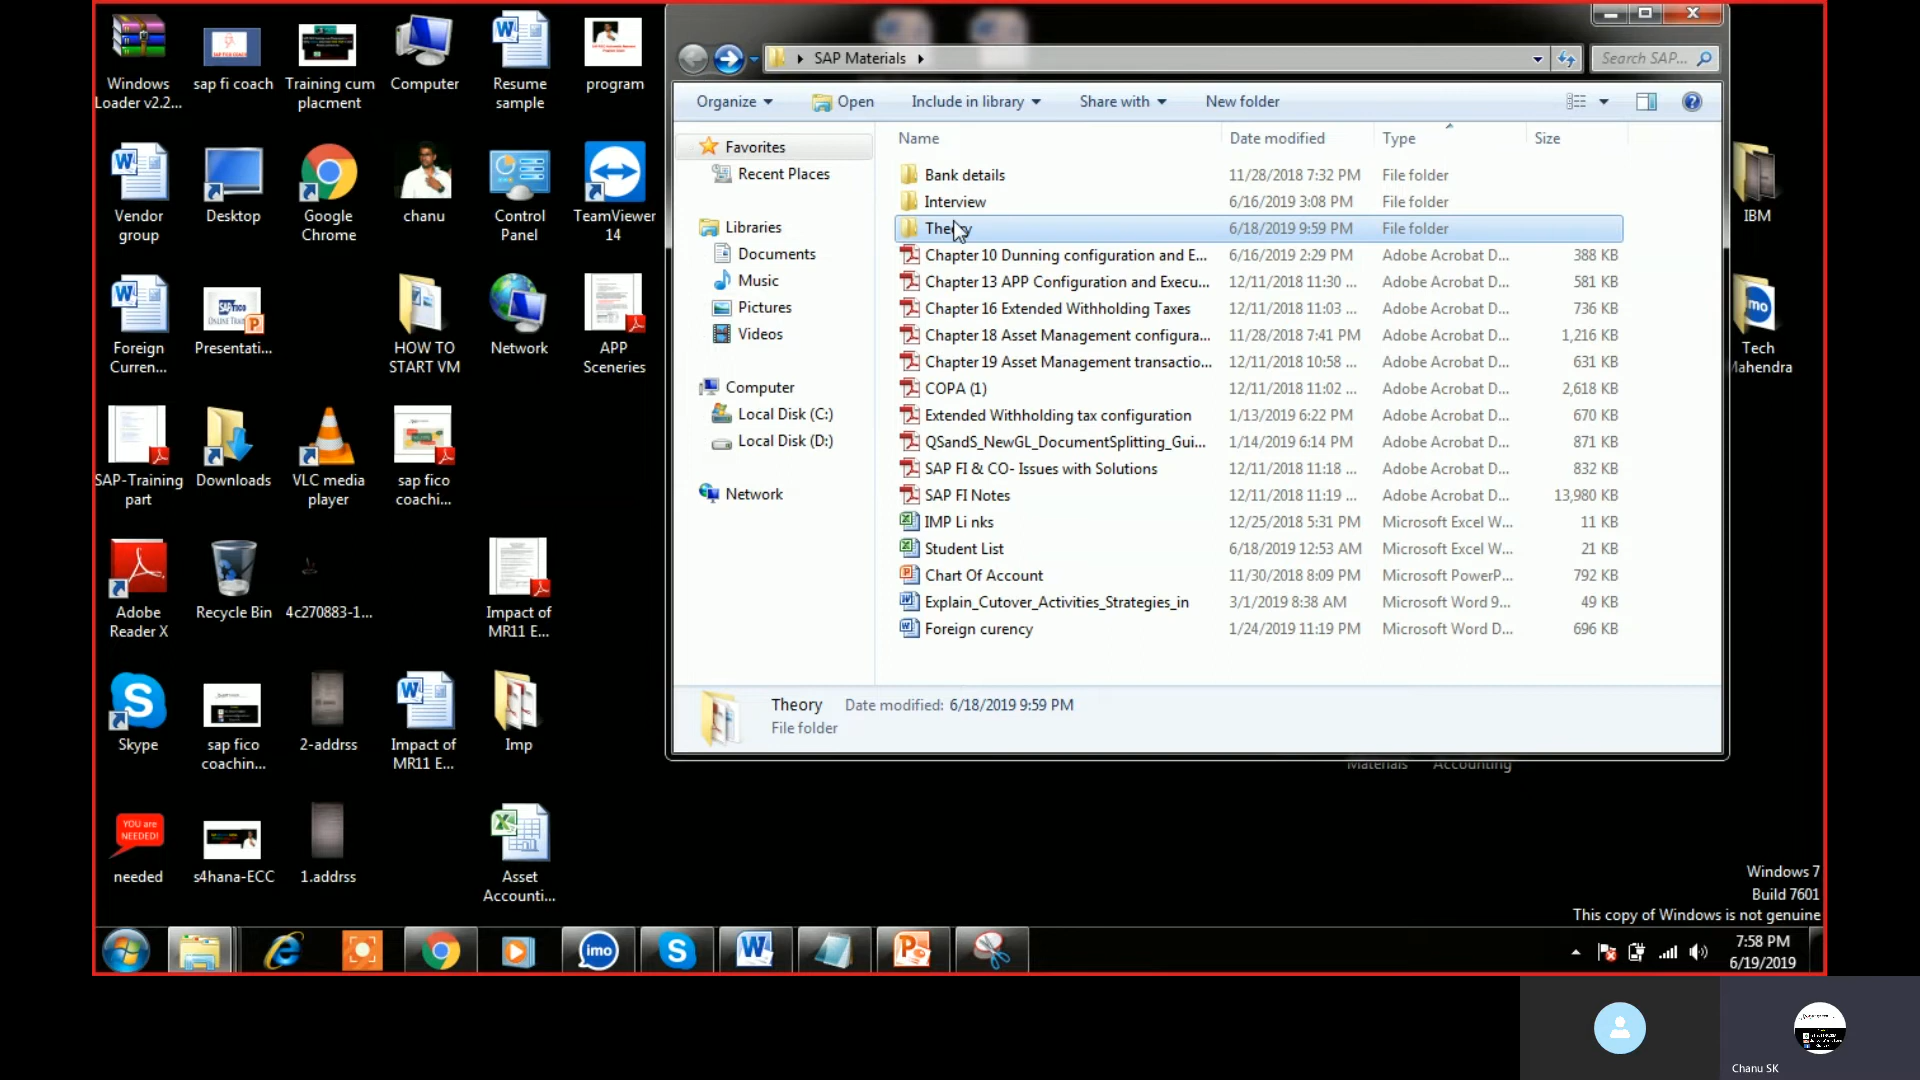 Windows
Loader v2.2...
sap fi coach
Training cum
placment
Computer
Resume
sample
program
Vendor
group
Desktop
Google
Chrome
chanu
Control
Panel
TeamViewer
14
Foreign
Curren...
Presentati...
HOW TO
START VM
Network
APP
Sceneries
SAP-Training
part
Downloads
VLC media
player
sap fico
coachi...
Adobe
Reader X
Recycle Bin
4c270883-1...
Impact of
MR11 E...
Skype
sap fico
coachin...
2-addrss
Impact of
MR11 E...
Imp
YOU are
NEEDED!
needed
s4hana-ECC
1.addrss
Asset
Accounti...
SAP Materials
Search SAP...
Organize
Open
Include in library
Share with
New folder
Favorites
Recent Places
Libraries
Documents
Music
Pictures
Videos
Computer
Local Disk (C:)
Local Disk (D:)
Network
Name Date modified Type Size
Bank details 11/28/2018 7:32 PM File folder
Interview 6/16/2019 3:08 PM File folder
Theory 6/18/2019 9:59 PM File folder
Chapter 10 Dunning configuration and E... 6/16/2019 2:29 PM Adobe Acrobat D... 388 KB
Chapter 13 APP Configuration and Execu... 12/11/2018 11:30 ... Adobe Acrobat D... 581 KB
Chapter 16 Extended Withholding Taxes 12/11/2018 11:03 ... Adobe Acrobat D... 736 KB
Chapter 18 Asset Management configura... 11/28/2018 7:41 PM Adobe Acrobat D... 1,216 KB
Chapter 19 Asset Management transactio... 12/11/2018 10:58 ... Adobe Acrobat D... 631 KB
COPA (1) 12/11/2018 11:02 ... Adobe Acrobat D... 2,618 KB
Extended Withholding tax configuration 1/13/2019 6:22 PM Adobe Acrobat D... 670 KB
QSandS_NewGL_DocumentSplitting_Gui... 1/14/2019 6:14 PM Adobe Acrobat D... 871 KB
SAP FI & CO- Issues with Solutions 12/11/2018 11:18 ... Adobe Acrobat D... 832 KB
SAP FI Notes 12/11/2018 11:19 ... Adobe Acrobat D... 13,980 KB
IMP Li nks 12/25/2018 5:31 PM Microsoft Excel W... 11 KB
Student List 6/18/2019 12:53 AM Microsoft Excel W... 21 KB
Chart Of Account 11/30/2018 8:09 PM Microsoft PowerP... 792 KB
Explain_Cutover_Activities_Strategies_in 3/1/2019 8:38 AM Microsoft Word 9... 49 KB
Foreign curency 1/24/2019 11:19 PM Microsoft Word D... 696 KB
Theory Date modified: 6/18/2019 9:59 PM
File folder
IBM
Tech
Mahendra
Materials
Accounting
Windows 7
Build 7601
This copy of Windows is not genuine
imo
7:58 PM
6/19/2019
Chanu SK